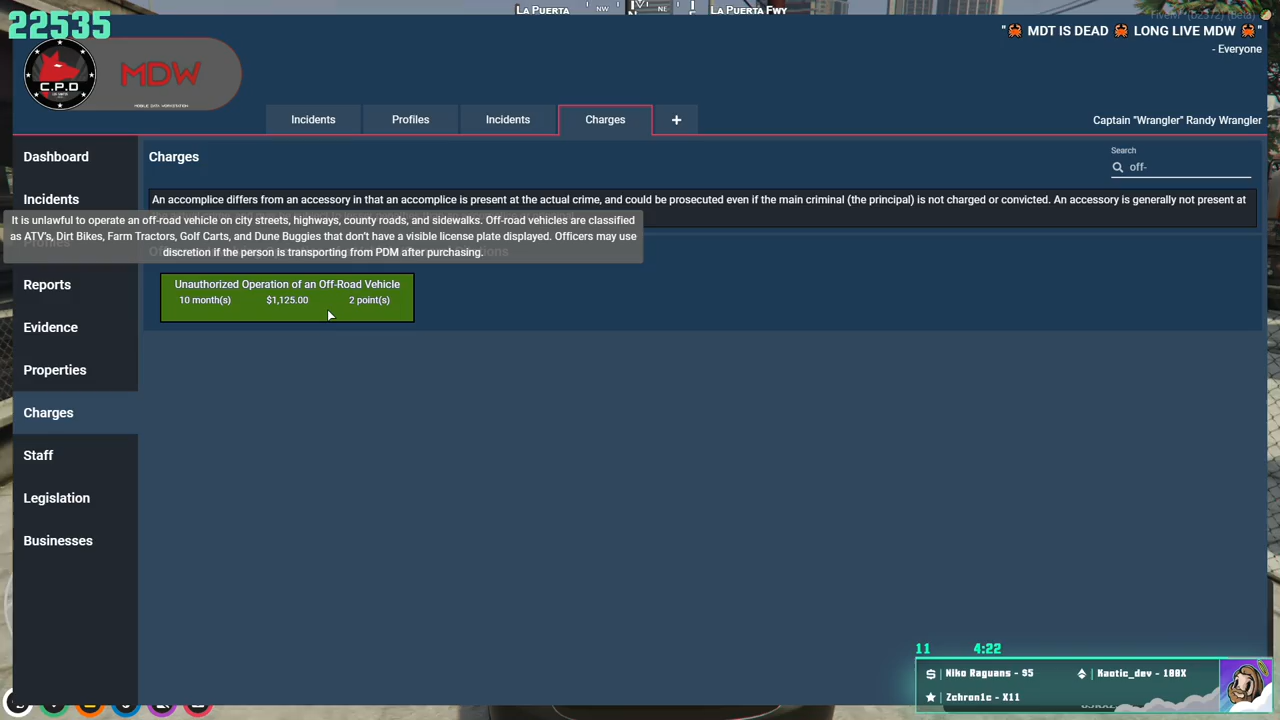 22535
LA PUERTA
NW
N
NE
LA PUERTA FWY
" MDT IS DEAD LONG LIVE MDW "
- Everyone
C.P.D
MDW
MOBILE DATA WORKSTATION
Incidents
Profiles
Incidents
Charges
+
Captain "Wrangler" Randy Wrangler
Dashboard
Charges
Search
off-
Incidents
An accomplice differs from an accessory in that an accomplice is present at the actual crime, and could be prosecuted even if the main criminal (the principal) is not charged or convicted. An accessory is generally not present at
It is unlawful to operate an off-road vehicle on city streets, highways, county roads, and sidewalks. Off-road vehicles are classified
as ATV's, Dirt Bikes, Farm Tractors, Golf Carts, and Dune Buggies that don't have a visible license plate displayed. Officers may use
discretion if the person is transporting from PDM after purchasing.
Unauthorized Operation of an Off-Road Vehicle
10 month(s) $1,125.00 2 point(s)
Reports
Evidence
Properties
Charges
Staff
Legislation
Businesses
11 4:22
Niko Raguans - 95
Kaotic_dev - 100X
Zchron1c - X11